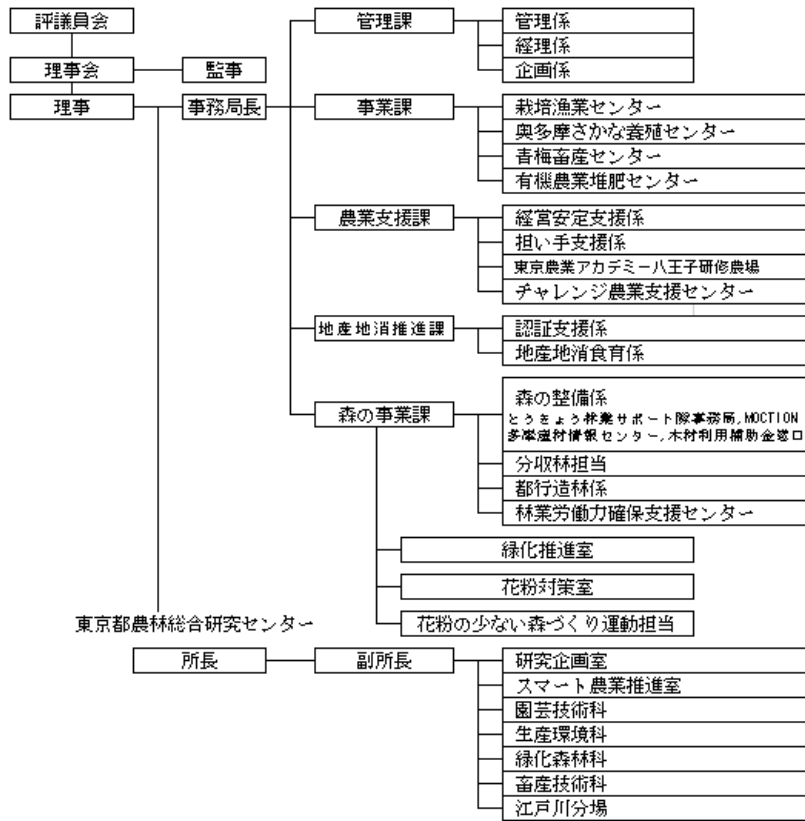 評議員会
理事会
監事
理事
事務局長
管理課
管理係
経理係
企画係
事業課
栽培漁業センター
奥多摩さかな養殖センター
青梅畜産センター
有機農業堆肥センター
農業支援課
経営安定支援係
担い手支援係
東京農業アカデミー八王子研修農場
チャレンジ農業支援センター
地産地消推進課
認証支援係
地産地消食育係
森の事業課
森の整備係
とうきょう林業サポート隊事務局,MOCTION
多摩産材情報センター,木材利用補助金窓口
分収林担当
都行造林係
林業労働力確保支援センター
緑化推進室
花粉対策室
花粉の少ない森づくり運動担当
東京都農林総合研究センター
所長
副所長
研究企画室
スマート農業推進室
園芸技術科
生産環境科
緑化森林科
畜産技術科
江戸川分場